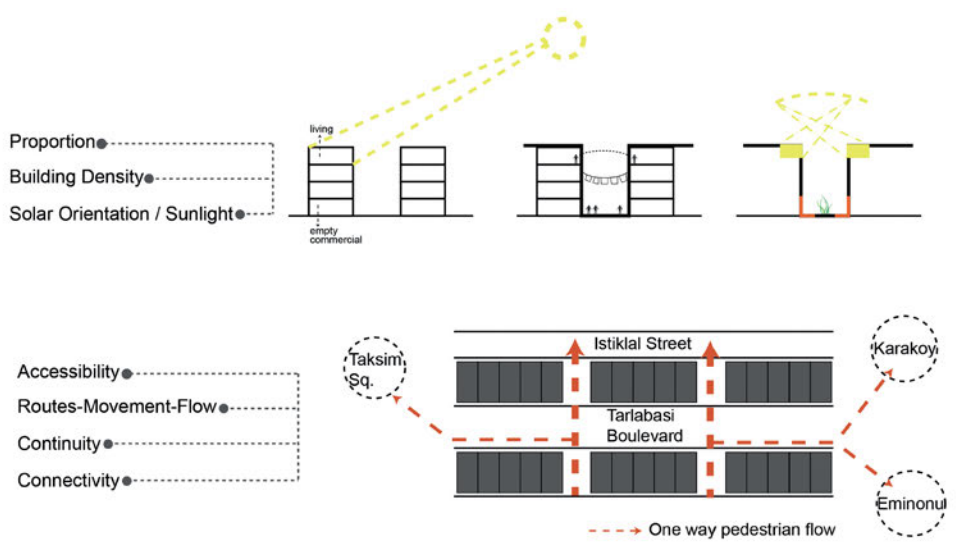 living
Proportion
Building Density
Solar Orientation / Sunlight
empty
commercial
Istiklal Street
Taksim
Sq.
Karakoy
Accessibility
Routes-Movement-Flow
Tarlabasi
Boulevard
Continuity
Connectivity
Eminonu
One way pedestrian flow